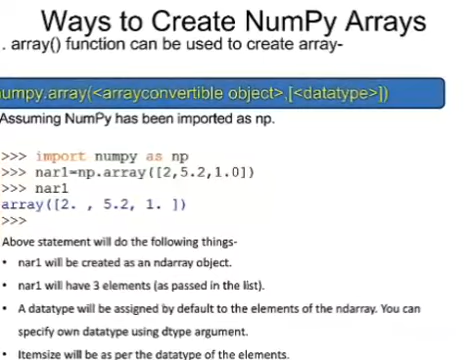 Ways to Create NumPy Arrays
. array() function can be used to create array-
umpy.array(<arrayconvertible object>,[<datatype>])
Assuming NumPy has been imported as np.
>>> import numpy as np
>>> nar1=np.array([2,5.2,1.0])
>>> nar1
array([2. , 5.2, 1. ])
>>>
Above statement will do the following things-
• nar1 will be created as an ndarray object.
• nar1 will have 3 elements (as passed in the list).
• A datatype will be assigned by default to the elements of the ndarray. You can
specify own datatype using dtype argument.
• Itemsize will be as per the datatype of the elements.